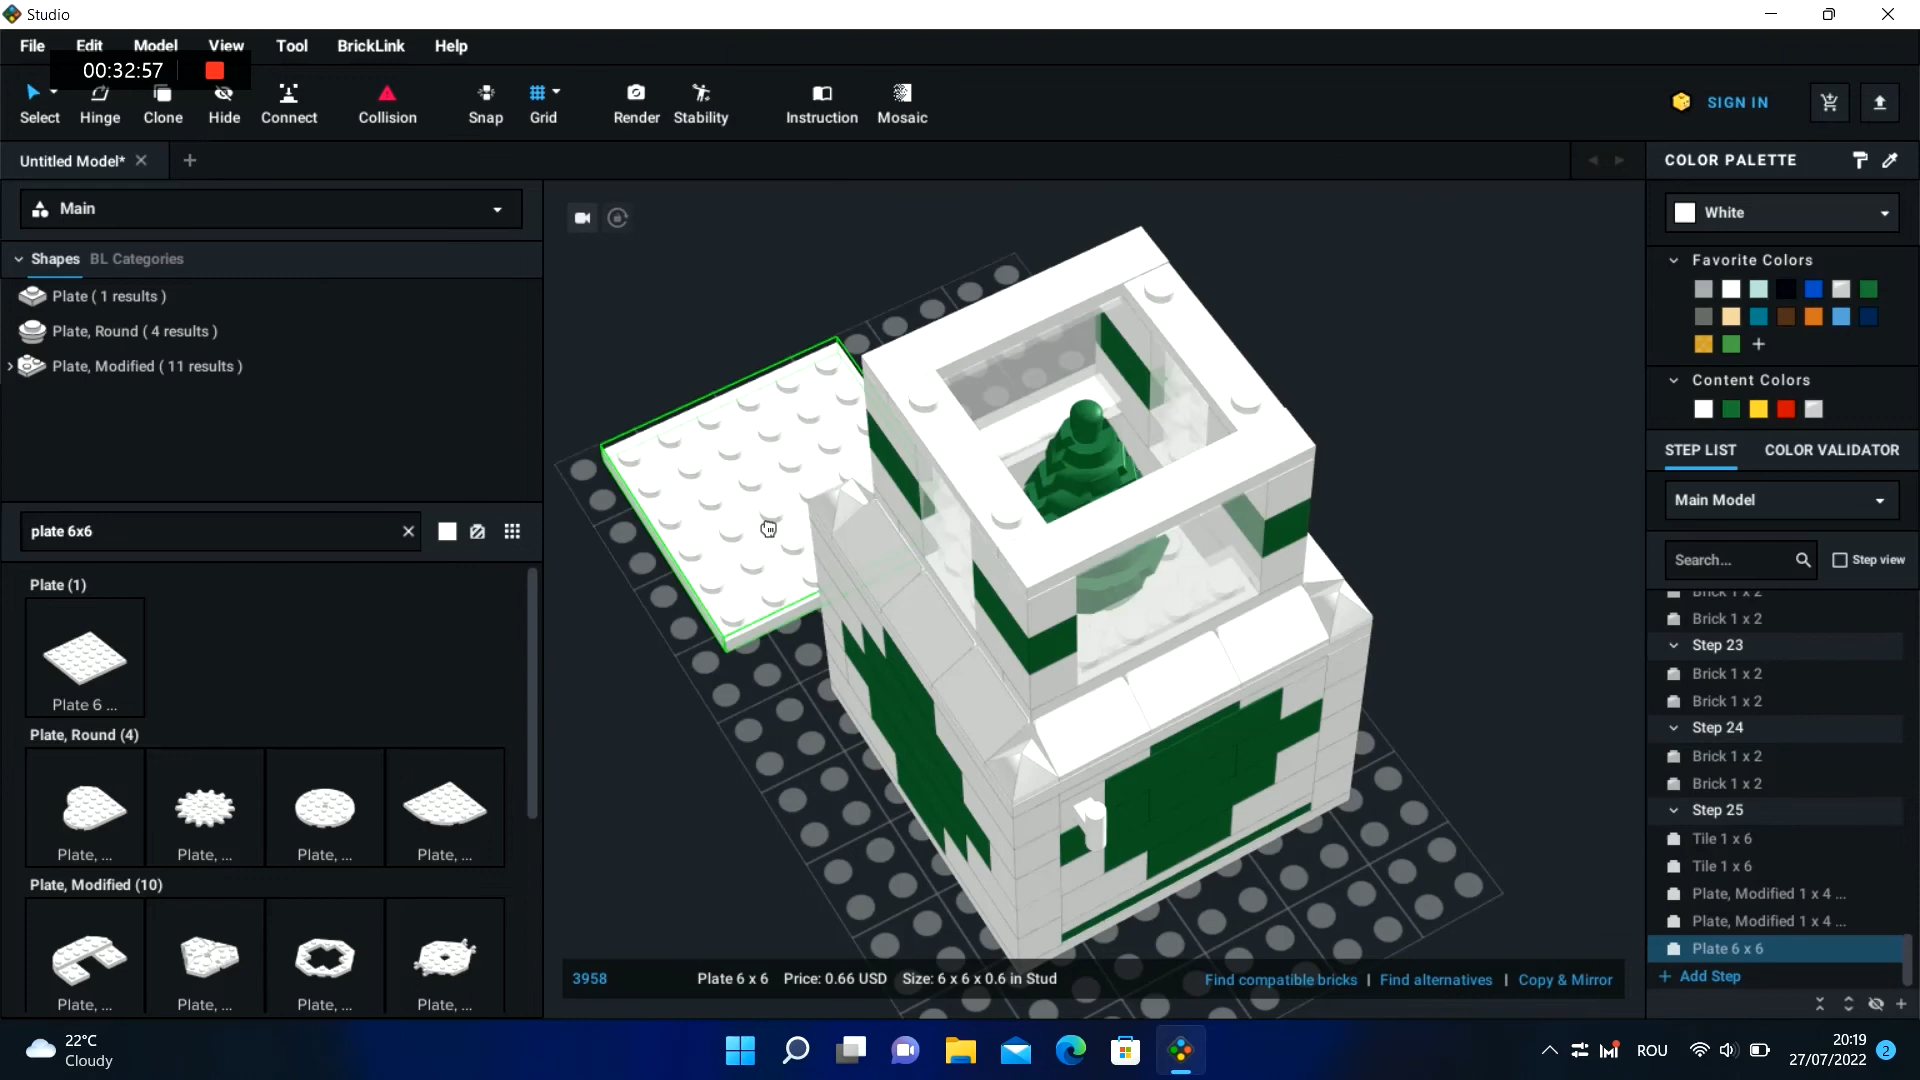 Studio
File Edit Model View Tool BrickLink Help
00:32:57
Select Hinge Clone Hide Connect Collision Snap Grid Render Stability Instruction Mosaic
SIGN IN
Untitled Model*
COLOR PALETTE
Main
White
Shapes BL Categories
Favorite Colors
Plate ( 1 results )
Plate, Round ( 4 results )
Plate, Modified ( 11 results )
Content Colors
STEP LIST COLOR VALIDATOR
Main Model
plate 6x6
Search... Step view
Plate (1)
Plate 6 ...
Plate, Round (4)
Plate, ... Plate, ... Plate, ... Plate, ...
Plate, Modified (10)
Plate, ... Plate, ... Plate, ... Plate, ...
Brick 1 x 2
Brick 1 x 2
Step 23
Brick 1 x 2
Brick 1 x 2
Step 24
Brick 1 x 2
Brick 1 x 2
Step 25
Tile 1 x 6
Tile 1 x 6
Plate, Modified 1 x 4 ...
Plate, Modified 1 x 4 ...
Plate 6 x 6
+ Add Step
3958 Plate 6 x 6 Price: 0.66 USD Size: 6 x 6 x 0.6 in Stud Find compatible bricks | Find alternatives | Copy & Mirror
22°C
Cloudy
ROU
20:19
27/07/2022
2